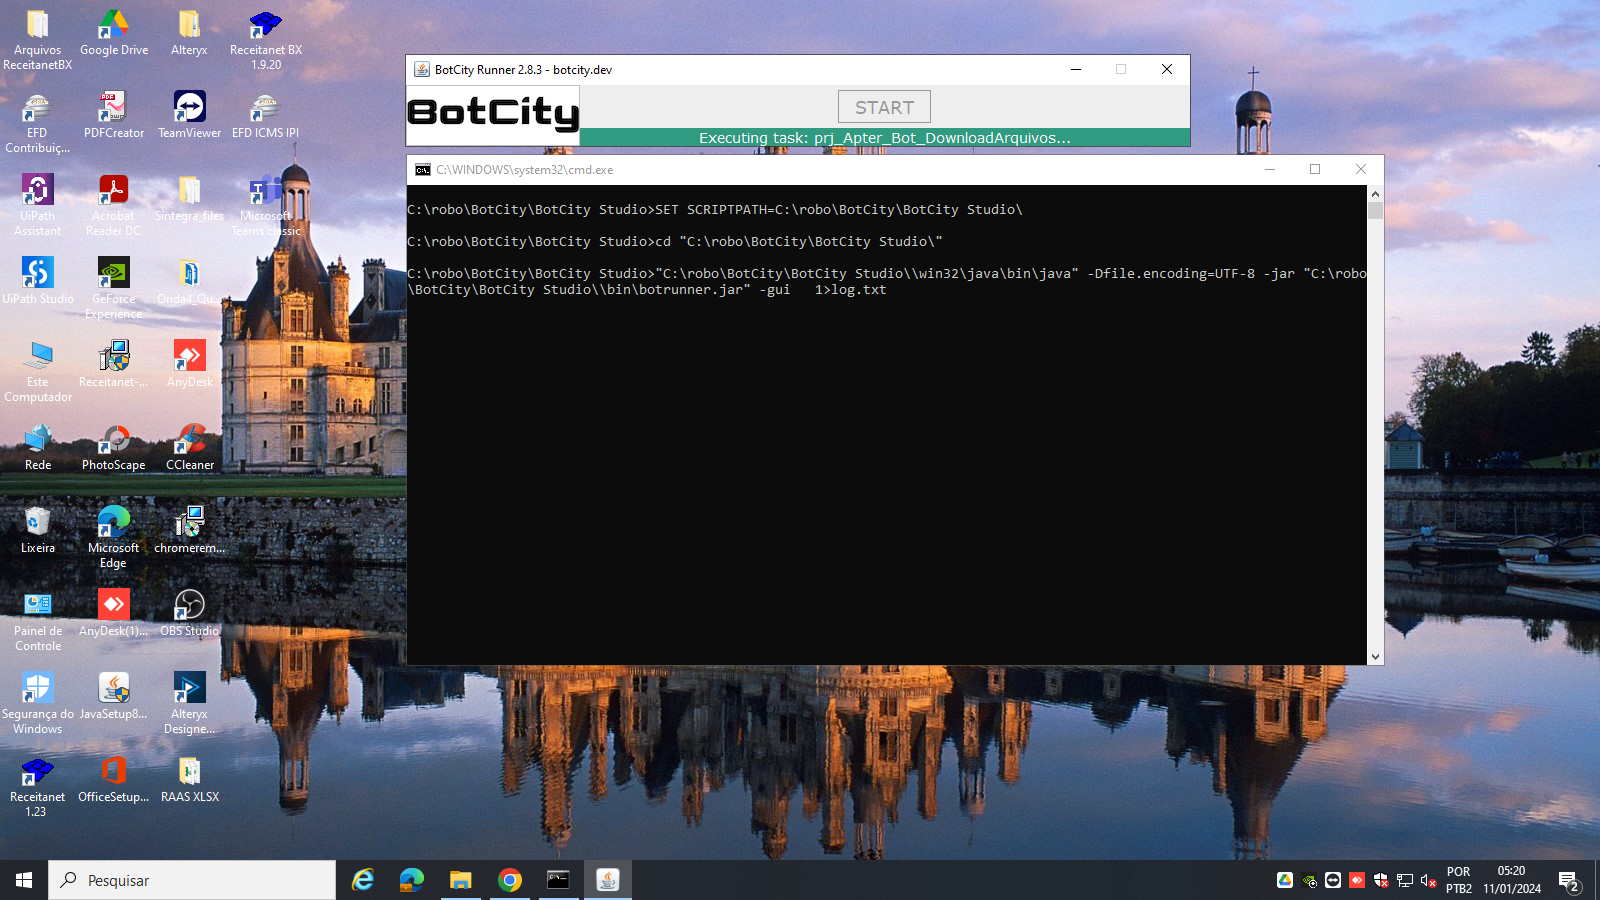 Arquivos
ReceitanetBX
Google Drive
Alteryx
Receitanet BX
1.9.20
EFD
Contribuiç...
PDFCreator
TeamViewer
EFD ICMS IPI
UiPath
Assistant
Acrobat
Reader DC
Sintegra_files
Microsoft
Teams classic
UiPath Studio
GeForce
Experience
Onda4_Qu...
Este
Computador
Receitanet-...
AnyDesk
Rede
PhotoScape
CCleaner
Lixeira
Microsoft
Edge
chromerem...
Painel de
Controle
AnyDesk(1)...
OBS Studio
Segurança do
Windows
JavaSetup8...
Alteryx
Designe...
Receitanet
1.23
OfficeSetup...
RAAS XLSX
BotCity Runner 2.8.3 - botcity.dev
BotCity
START
Executing task: prj_Apter_Bot_DownloadArquivos...
C:\WINDOWS\system32\cmd.exe
C:\robo\BotCity\BotCity Studio>SET SCRIPTPATH=C:\robo\BotCity\BotCity Studio\
C:\robo\BotCity\BotCity Studio>cd "C:\robo\BotCity\BotCity Studio\"
C:\robo\BotCity\BotCity Studio>"C:\robo\BotCity\BotCity Studio\\win32\java\bin\java" -Dfile.encoding=UTF-8 -jar "C:\robo
\BotCity\BotCity Studio\\bin\botrunner.jar" -gui   1>log.txt
Pesquisar
POR
PTB2
05:20
11/01/2024
2